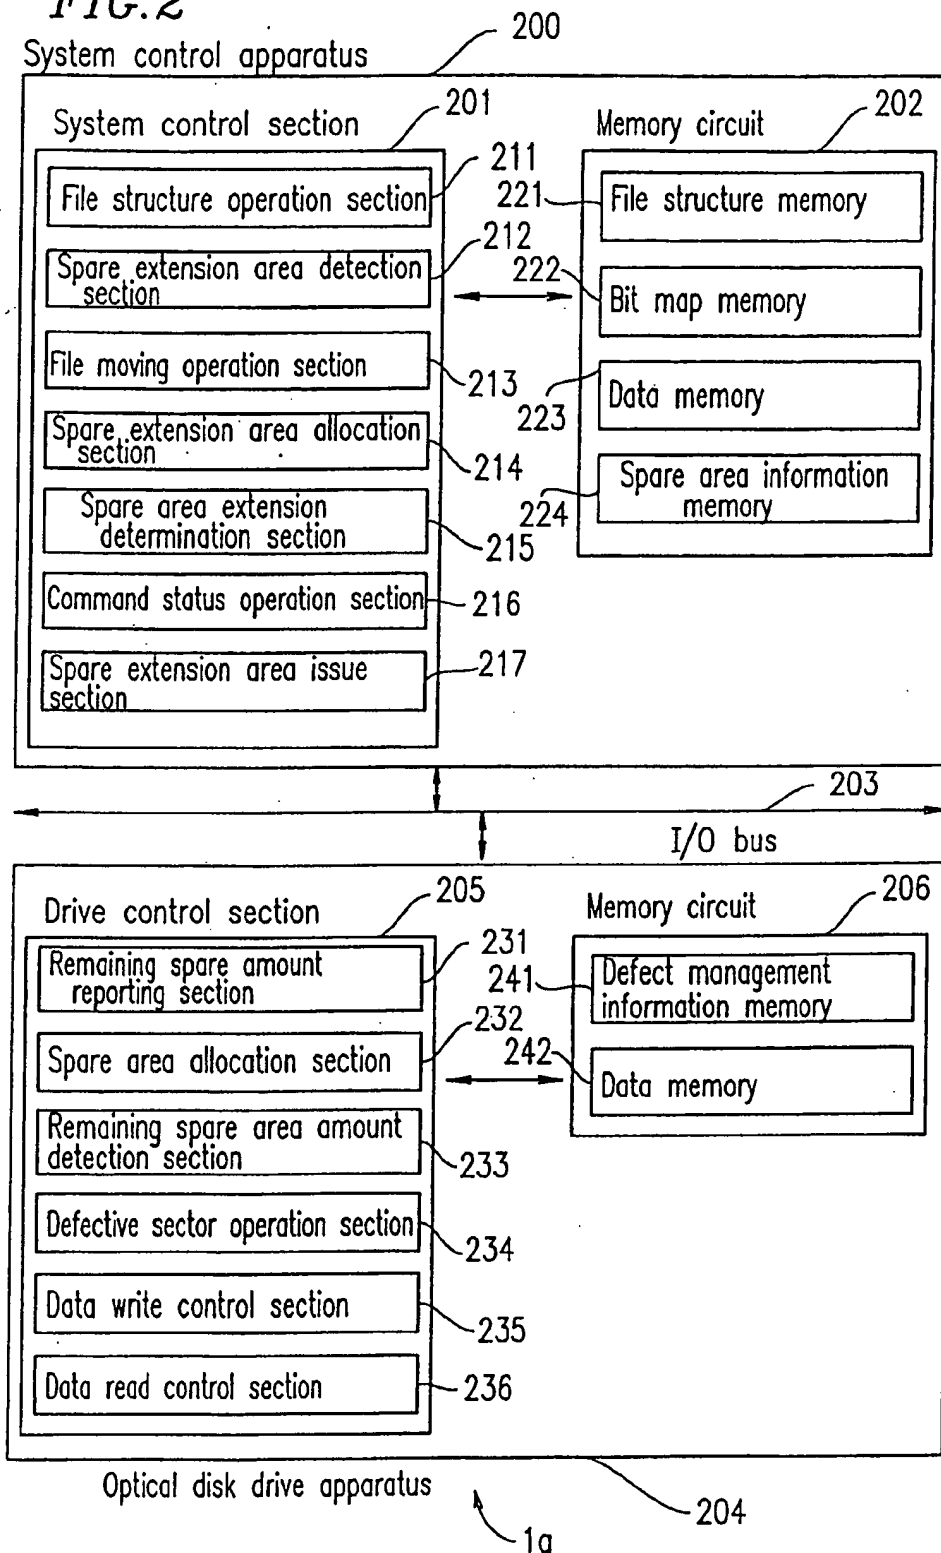 FIG.2
200
System control apparatus
System control section
201
Memory circuit
202
File structure operation section
211
221
File structure memory
Spare extension area detection
section
212
222
Bit map memory
File moving operation section
213
223
Data memory
Spare extension area allocation
section
214
224
Spare area information
memory
Spare area extension
determination section
215
Command status operation section
216
Spare extension area issue
section
217
203
I/O bus
Drive control section
205
Memory circuit
206
Remaining spare amount
reporting section
231
241
Defect management
information memory
Spare area allocation section
232
242
Data memory
Remaining spare area amount
detection section
233
Defective sector operation section
234
Data write control section
235
Data read control section
236
Optical disk drive apparatus
204
1a